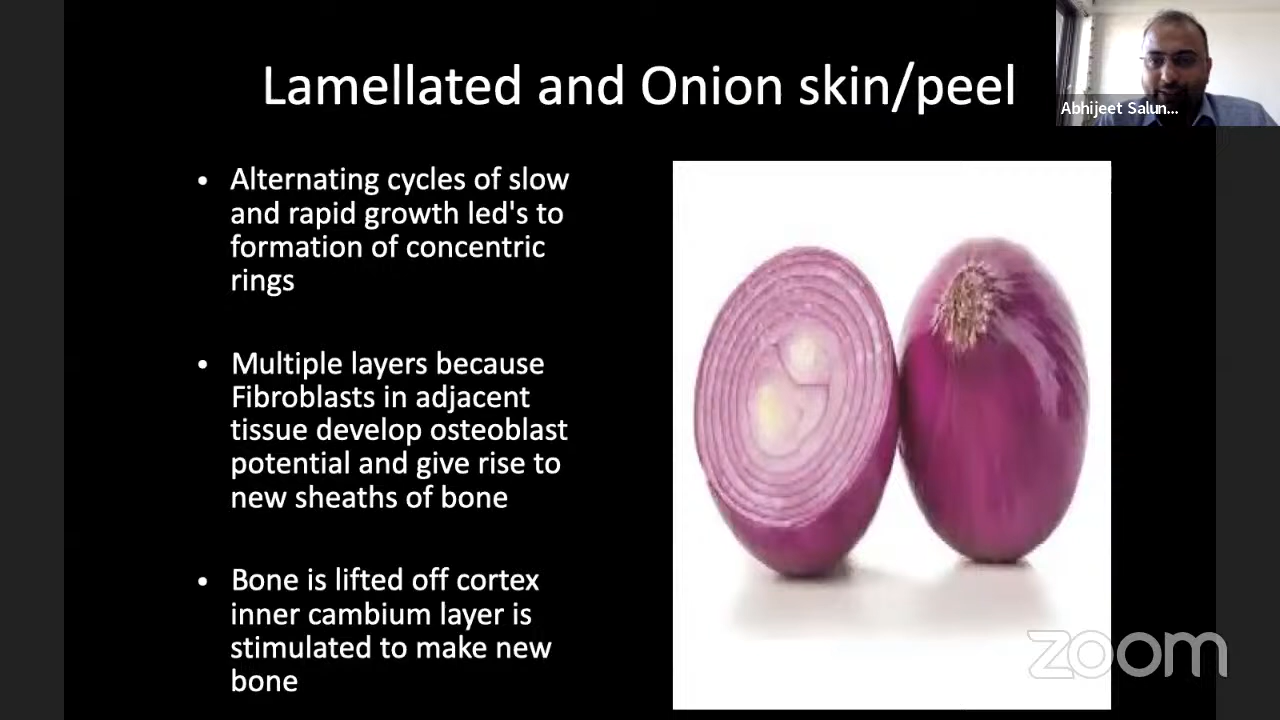 Lamellated and Onion skin/peel
Abhijeet Salun...
• Alternating cycles of slow
and rapid growth led's to
formation of concentric
rings
• Multiple layers because
Fibroblasts in adjacent
tissue develop osteoblast
potential and give rise to
new sheaths of bone
• Bone is lifted off cortex
inner cambium layer is
stimulated to make new
bone
zoom